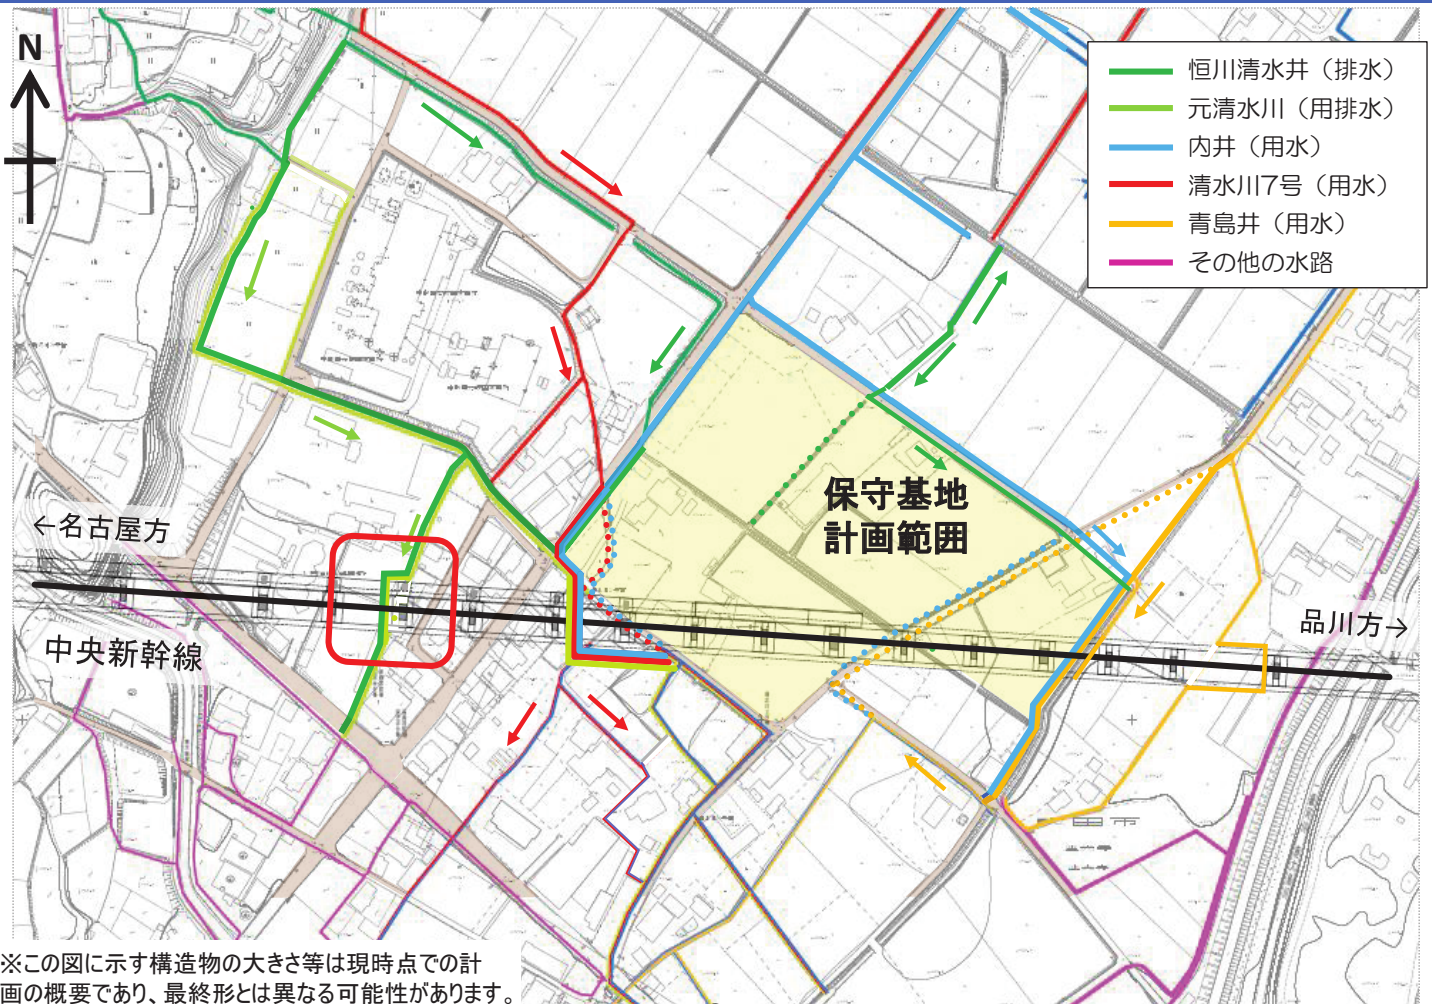 N
恒川清水井（排水）
元清水川（用排水）
内井（用水）
清水川7号（用水）
青島井（用水）
その他の水路
保守基地
計画範囲
←名古屋方
品川方→
中央新幹線
※この図に示す構造物の大きさ等は現時点での計
画の概要であり、最終形とは異なる可能性があります。